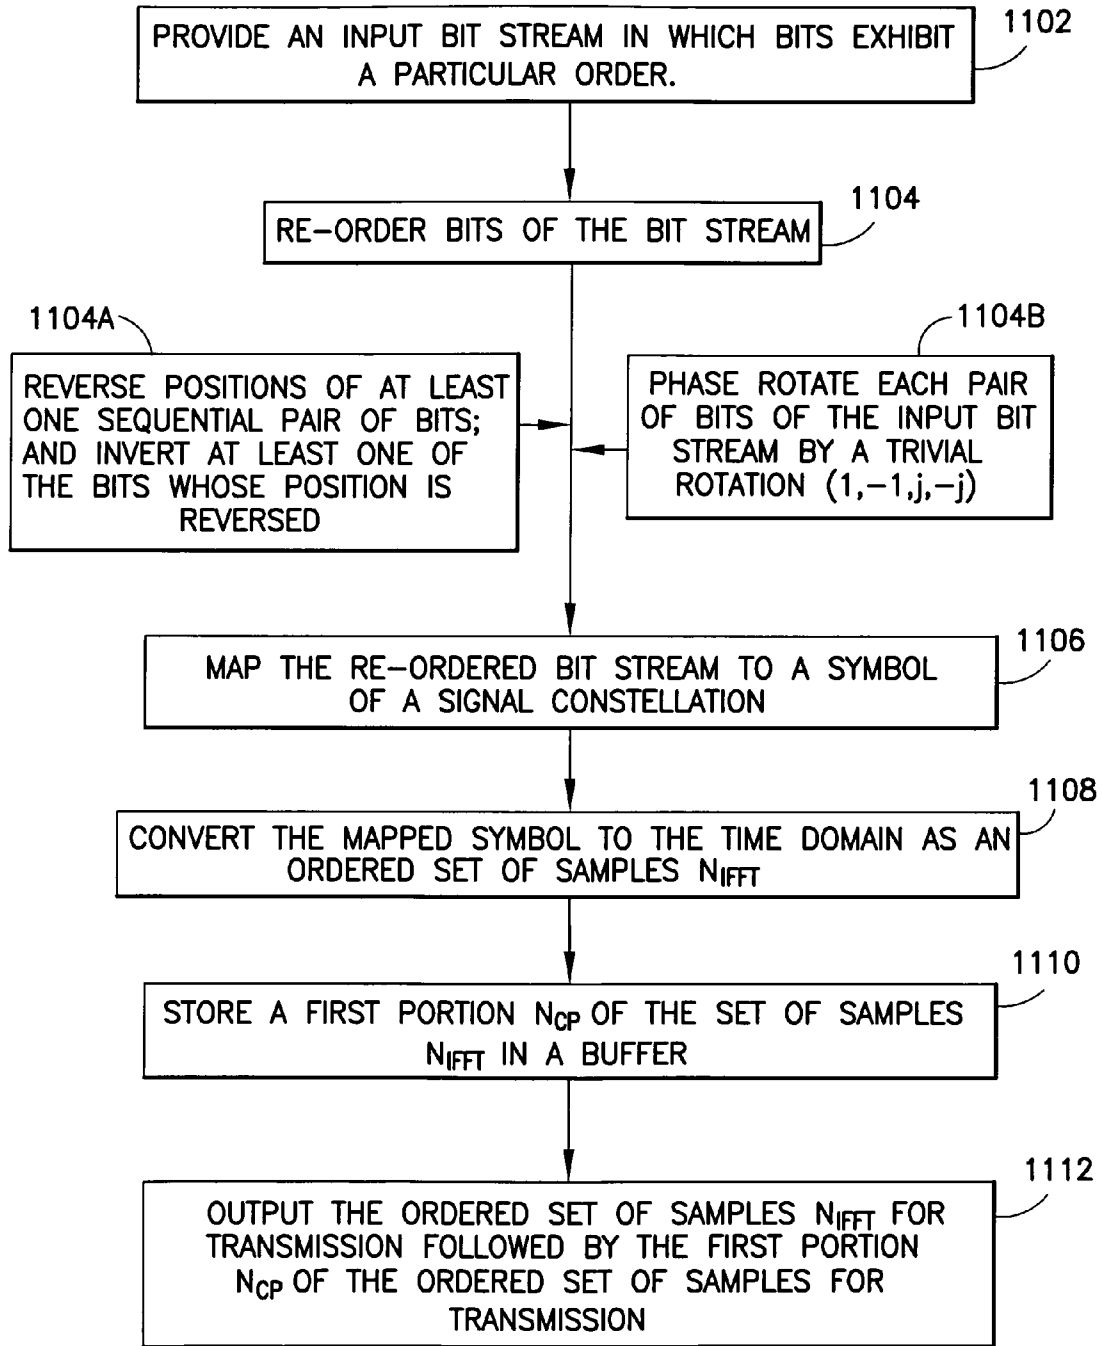 PROVIDE AN INPUT BIT STREAM IN WHICH BITS EXHIBIT
A PARTICULAR ORDER.
1102
RE-ORDER BITS OF THE BIT STREAM
1104
1104A
REVERSE POSITIONS OF AT LEAST
ONE SEQUENTIAL PAIR OF BITS;
AND INVERT AT LEAST ONE OF
THE BITS WHOSE POSITION IS
REVERSED
1104B
PHASE ROTATE EACH PAIR
OF BITS OF THE INPUT BIT
STREAM BY A TRIVIAL
ROTATION (1,-1,j,-j)
1106
MAP THE RE-ORDERED BIT STREAM TO A SYMBOL
OF A SIGNAL CONSTELLATION
1108
CONVERT THE MAPPED SYMBOL TO THE TIME DOMAIN AS AN
ORDERED SET OF SAMPLES NIFFT
1110
STORE A FIRST PORTION NCP OF THE SET OF SAMPLES
NIFFT IN A BUFFER
1112
OUTPUT THE ORDERED SET OF SAMPLES NIFFT FOR
TRANSMISSION FOLLOWED BY THE FIRST PORTION
NCP OF THE ORDERED SET OF SAMPLES FOR
TRANSMISSION